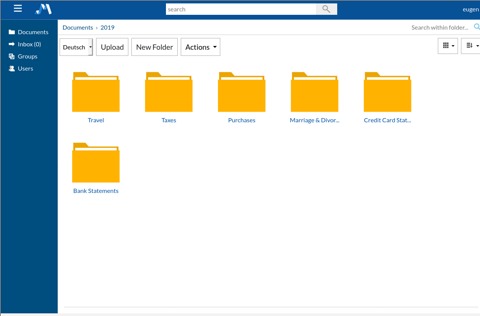 search
eugen
Documents
Inbox (0)
Groups
Users
Documents › 2019
Search within folder...
Deutsch
Upload
New Folder
Actions
Travel
Taxes
Purchases
Marriage & Divor...
Credit Card Stat...
Bank Statements